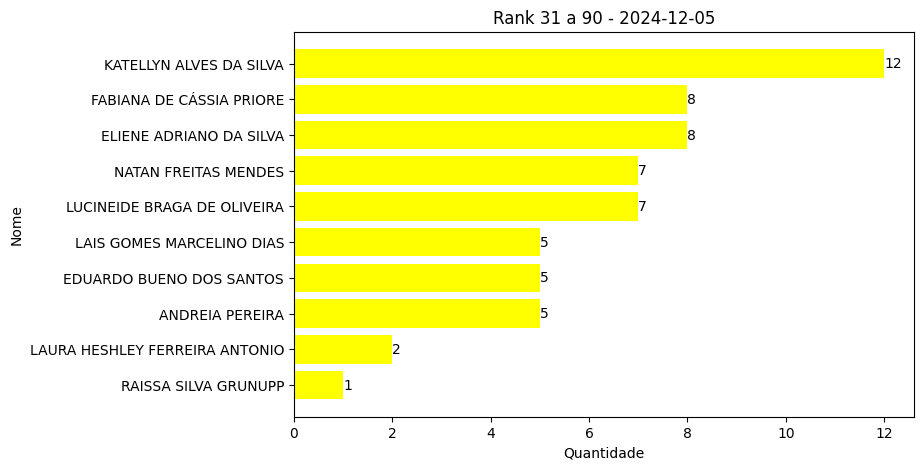 Rank 31 a 90 - 2024-12-05
Nome
KATELLYN ALVES DA SILVA 12
FABIANA DE CÁSSIA PRIORE 8
ELIENE ADRIANO DA SILVA 8
NATAN FREITAS MENDES 7
LUCINEIDE BRAGA DE OLIVEIRA 7
LAIS GOMES MARCELINO DIAS 5
EDUARDO BUENO DOS SANTOS 5
ANDREIA PEREIRA 5
LAURA HESHLEY FERREIRA ANTONIO 2
RAISSA SILVA GRUNUPP 1
0 2 4 6 8 10 12
Quantidade